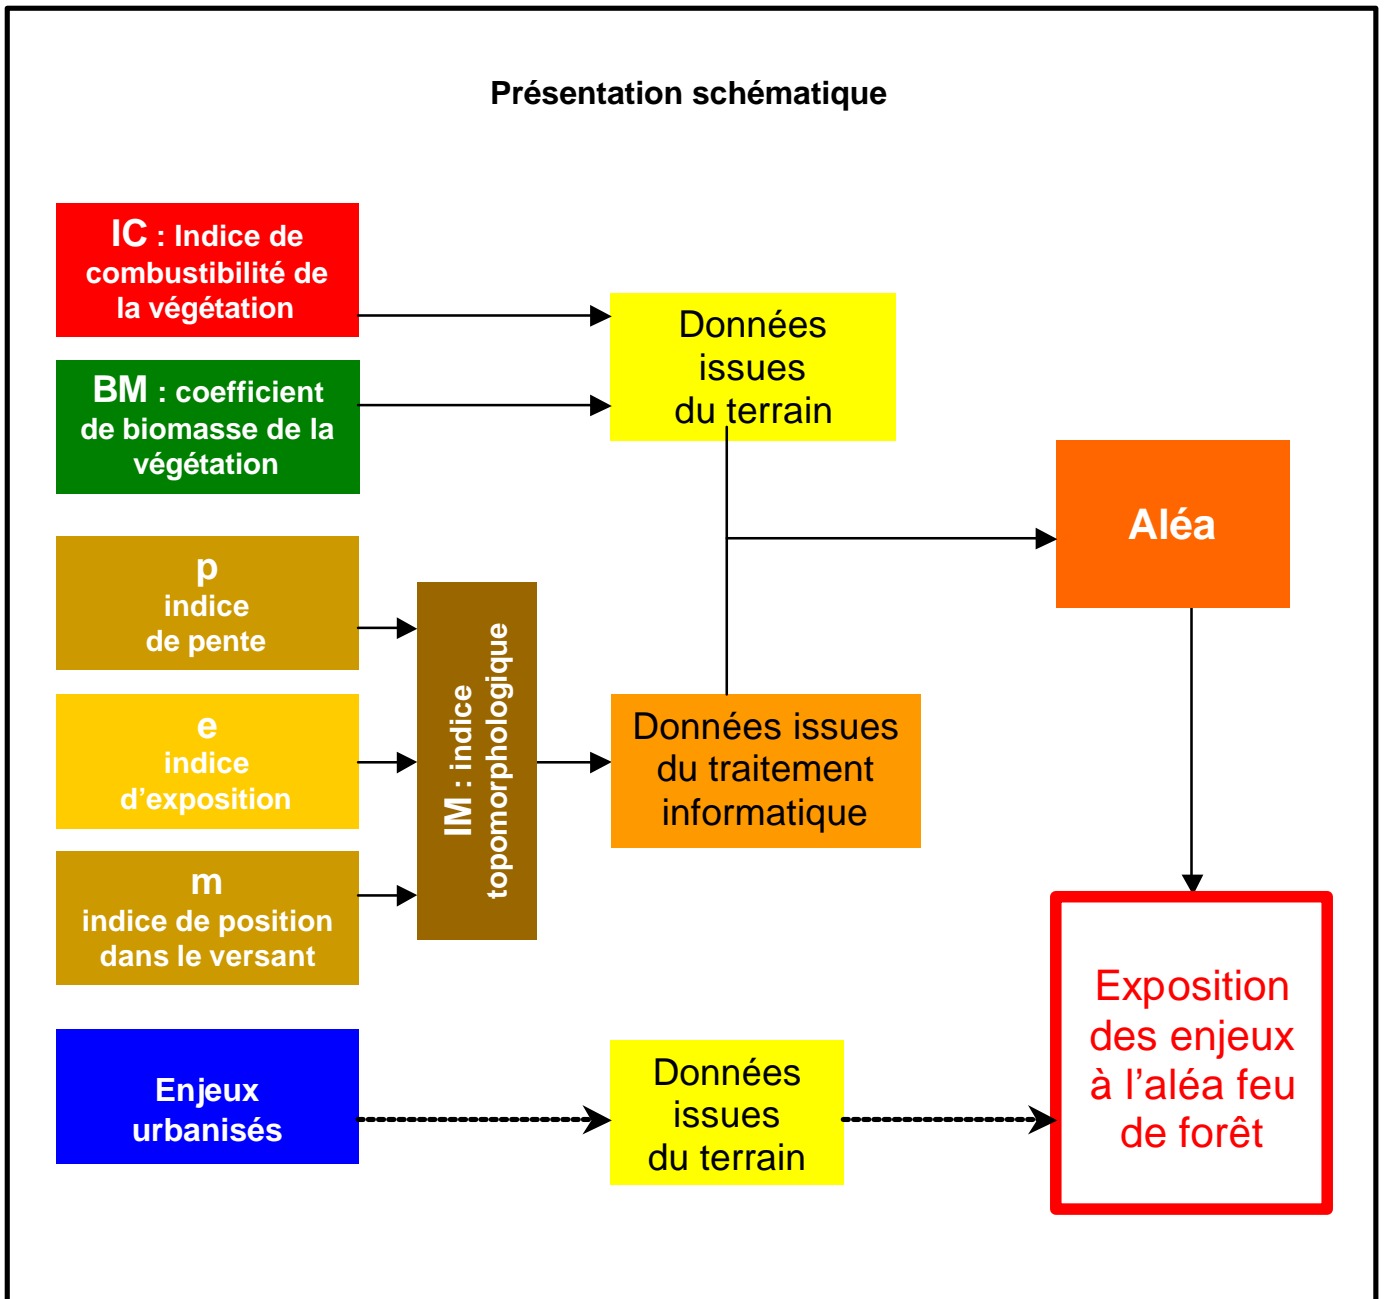 Présentation schématique
IC : Indice de
combustibilité de
la végétation
BM : coefficient
de biomasse de la
végétation
Données
issues
du terrain
Aléa
p
indice
de pente
e
indice
d'exposition
m
indice de position
dans le versant
IM : indice
topomorphologique
Données issues
du traitement
informatique
Enjeux
urbanisés
Données
issues
du terrain
Exposition
des enjeux
à l'aléa feu
de forêt